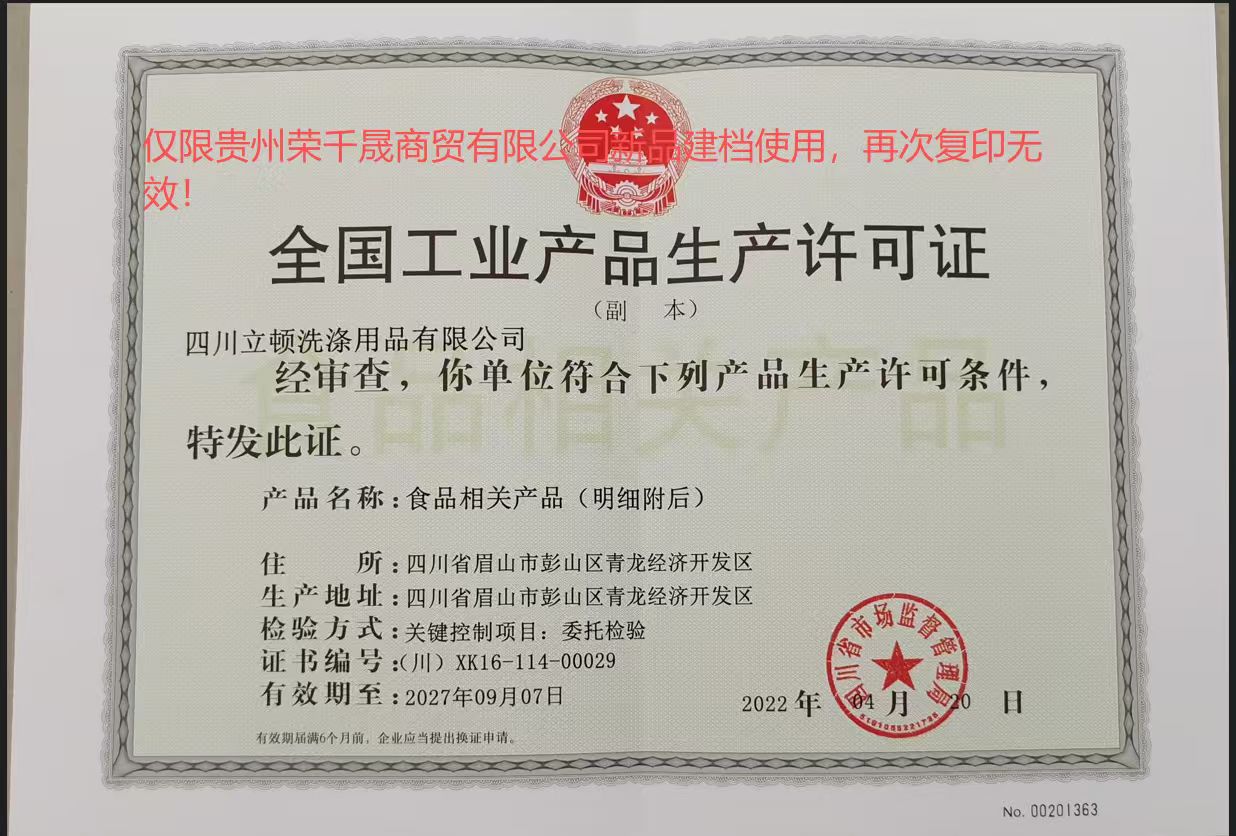 仅限贵州荣千晟商贸有限公司新品建档使用，再次复印无
效！
全国工业产品生产许可证
（副 本）
四川立顿洗涤用品有限公司
食品相关产品
经审查，你单位符合下列产品生产许可条件，
特发此证。
产品名称：食品相关产品（明细附后）
住 所：四川省眉山市彭山区青龙经济开发区
生产地址：四川省眉山市彭山区青龙经济开发区
检验方式：关键控制项目：委托检验
证书编号：（川）XK16-114-00029
有效期至：2027年09月07日
2022 年 04 月 20 日
四川省市场监督管理局
有效期届满6个月前，企业应当提出换证申请。
No. 00201363